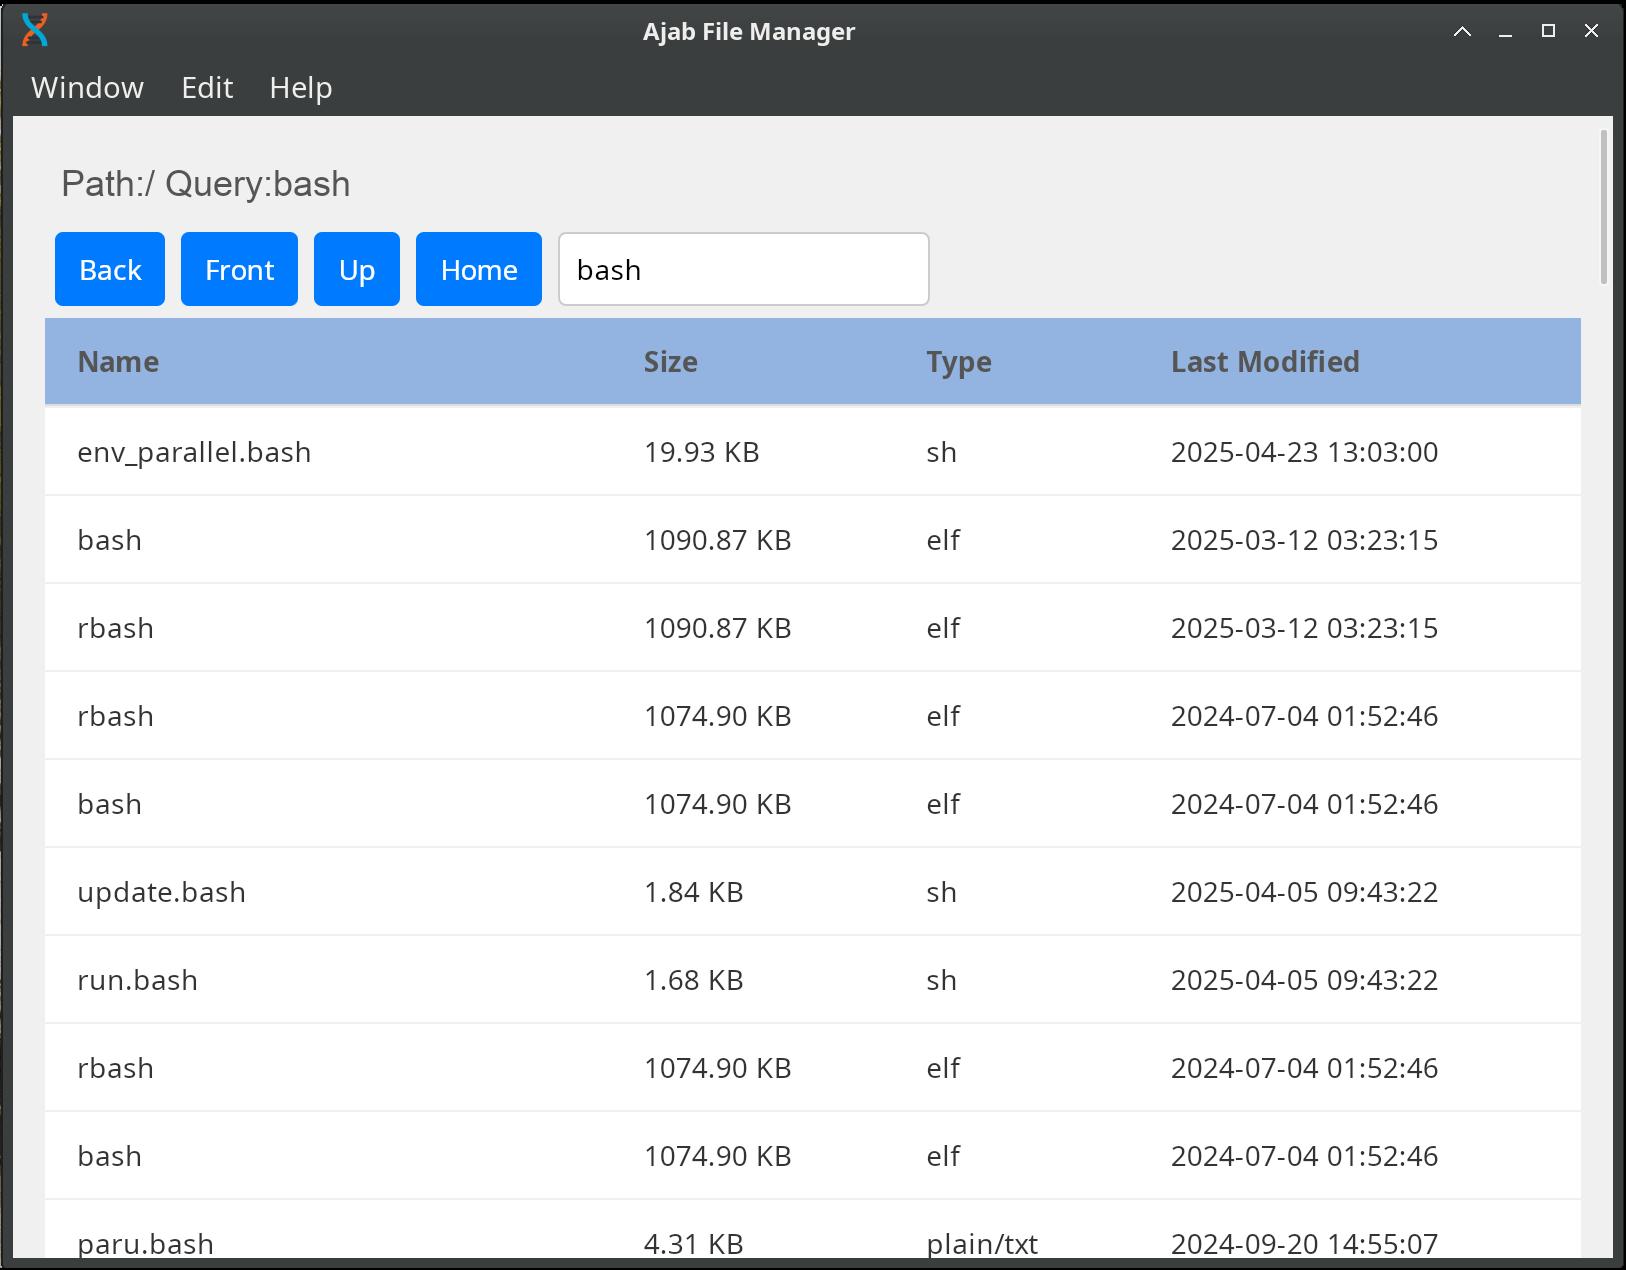 Ajab File Manager
Window Edit Help
Path:/ Query:bash
Back Front Up Home bash
Name Size Type Last Modified
env_parallel.bash 19.93 KB sh 2025-04-23 13:03:00
bash 1090.87 KB elf 2025-03-12 03:23:15
rbash 1090.87 KB elf 2025-03-12 03:23:15
rbash 1074.90 KB elf 2024-07-04 01:52:46
bash 1074.90 KB elf 2024-07-04 01:52:46
update.bash 1.84 KB sh 2025-04-05 09:43:22
run.bash 1.68 KB sh 2025-04-05 09:43:22
rbash 1074.90 KB elf 2024-07-04 01:52:46
bash 1074.90 KB elf 2024-07-04 01:52:46
paru.bash 4.31 KB plain/txt 2024-09-20 14:55:07